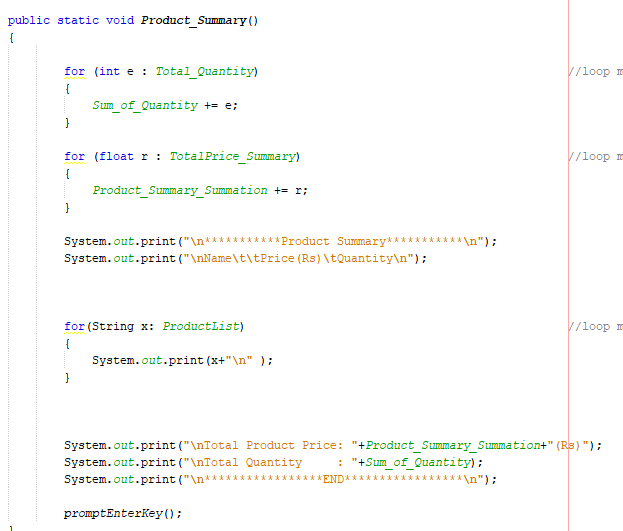 public static void Product_Summary()
{
for (int e : Total_Quantity) //loop m
{
Sum_of_Quantity += e;
}
for (float r : TotalPrice_Summary) //loop m
{
Product_Summary_Summation += r;
}
System.out.print("\n***********Product Summary***********\n");
System.out.print("\nName\t\tPrice(Rs)\tQuantity\n");
for(String x: ProductList) //loop m
{
System.out.print(x+"\n" );
}
System.out.print("\nTotal Product Price: "+Product_Summary_Summation+"(Rs)");
System.out.print("\nTotal Quantity     : "+Sum_of_Quantity);
System.out.print("\n*****************END*****************\n");
promptEnterKey();
}